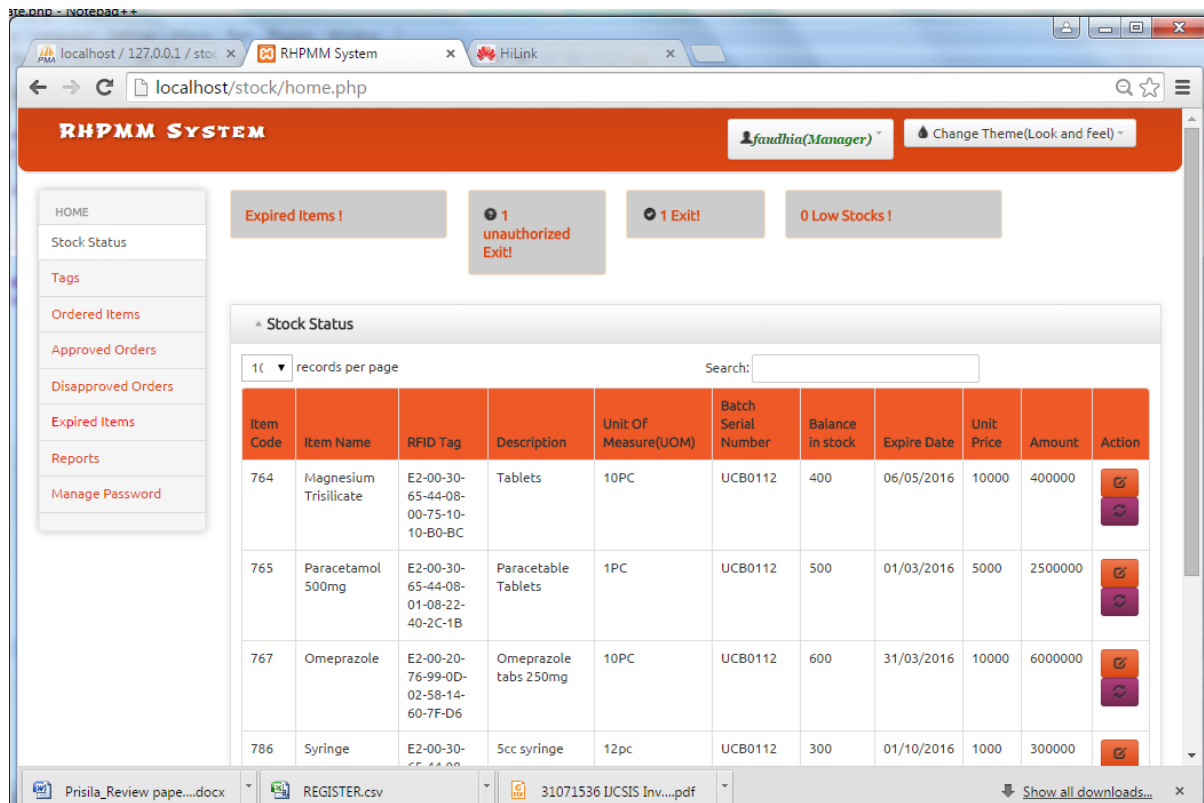 ate.php - Notepad++
localhost / 127.0.0.1 / stoc
RHPMM System
HiLink
localhost/stock/home.php
RHPMM System
faudhia(Manager)
Change Theme(Look and feel)
HOME
Stock Status
Tags
Ordered Items
Approved Orders
Disapproved Orders
Expired Items
Reports
Manage Password
Expired Items !
1
unauthorized
Exit!
1 Exit!
0 Low Stocks !
Stock Status
10 records per page
Search:
Item Code Item Name RFID Tag Description Unit Of Measure(UOM) Batch Serial Number Balance in stock Expire Date Unit Price Amount Action
764 Magnesium Trisilicate E2-00-30-65-44-08-00-75-10-10-B0-BC Tablets 10PC UCB0112 400 06/05/2016 10000 400000
765 Paracetamol 500mg E2-00-30-65-44-08-01-08-22-40-2C-1B Paracetable Tablets 1PC UCB0112 500 01/03/2016 5000 2500000
767 Omeprazole E2-00-20-76-99-0D-02-58-14-60-7F-D6 Omeprazole tabs 250mg 10PC UCB0112 600 31/03/2016 10000 6000000
786 Syringe E2-00-30- 5cc syringe 12pc UCB0112 300 01/10/2016 1000 300000
Prisila_Review pape....docx
REGISTER.csv
31071536 IJCSIS Inv....pdf
Show all downloads...